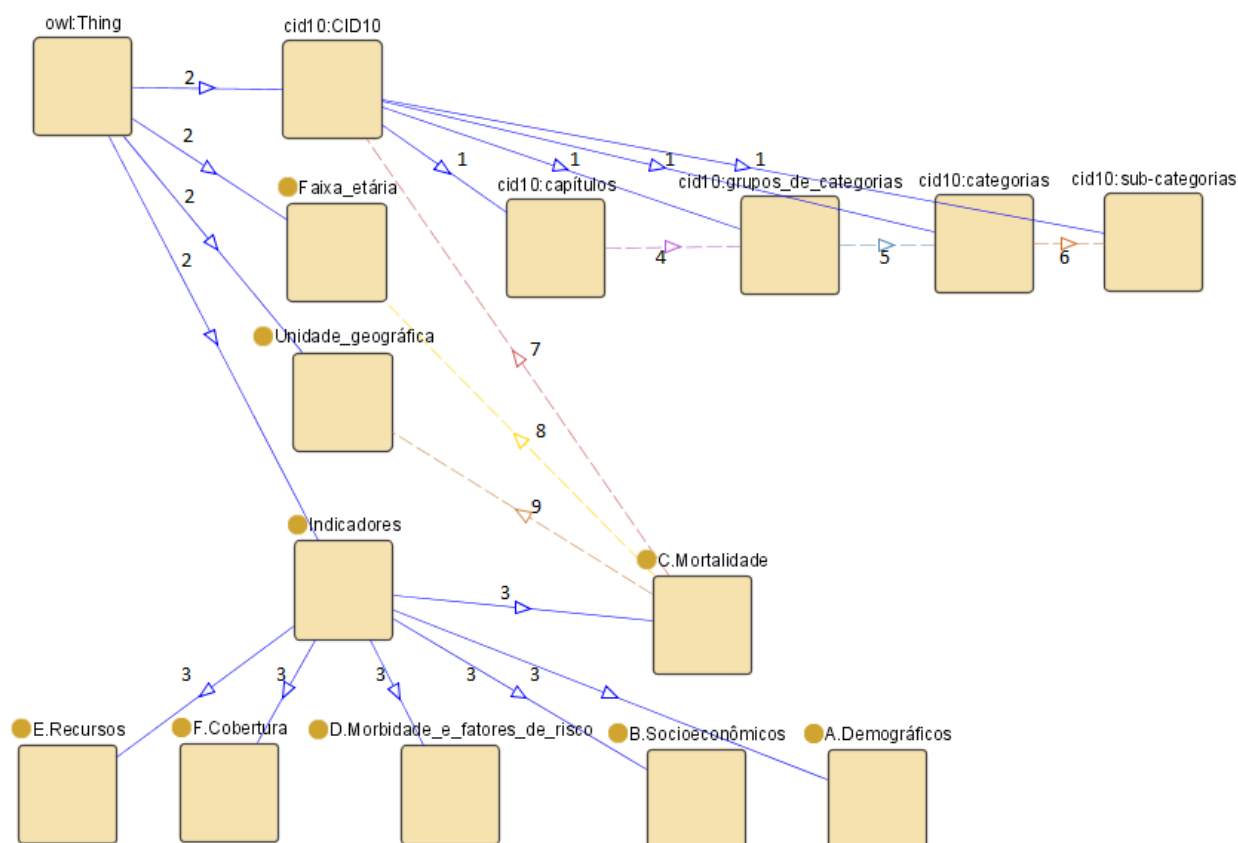 owl:Thing
cid10:CID10
2
2
2
2
Faixa_etária
1
1
1
1
cid10:capítulos
cid10:grupos_de_categorias
cid10:categorias
cid10:sub-categorias
4
5
6
Unidade_geográfica
7
8
9
Indicadores
C.Mortalidade
3
3
3
3
3
3
E.Recursos
F.Cobertura
D.Morbidade_e_fatores_de_risco
B.Socioeconômicos
A.Demográficos